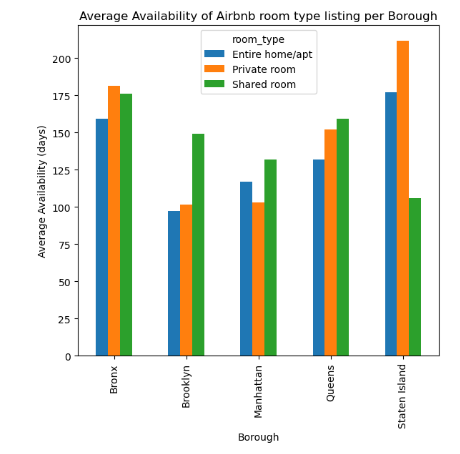 Average Availability of Airbnb room type listing per Borough
room_type
Entire home/apt
Private room
Shared room
Average Availability (days)
200
175
150
125
100
75
50
25
0
Bronx
Brooklyn
Manhattan
Queens
Staten Island
Borough